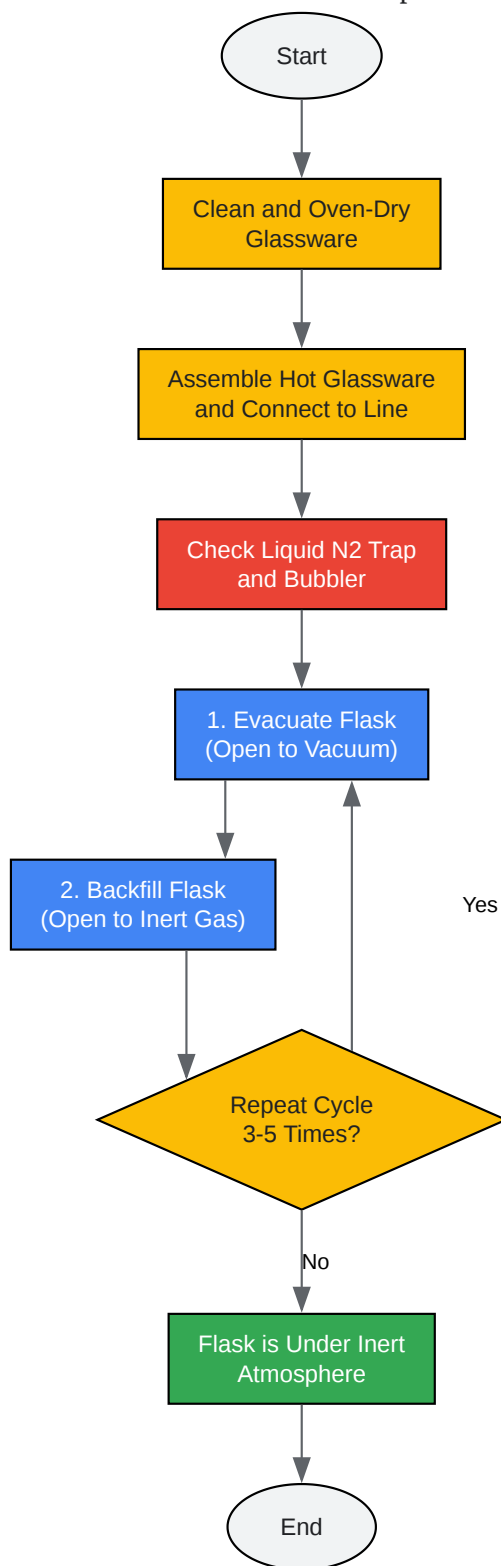 Start
Clean and Oven-Dry
Glassware
Assemble Hot Glassware
and Connect to Line
Check Liquid N2 Trap
and Bubbler
1. Evacuate Flask
(Open to Vacuum)
2. Backfill Flask
(Open to Inert Gas)
Yes
Repeat Cycle
3-5 Times?
No
Flask is Under Inert
Atmosphere
End